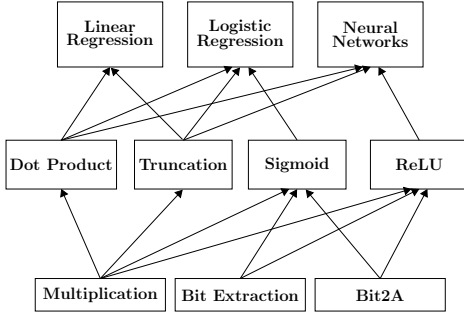 Linear
Regression
Logistic
Regression
Neural
Networks
Dot Product
Truncation
Sigmoid
ReLU
Multiplication
Bit Extraction
Bit2A